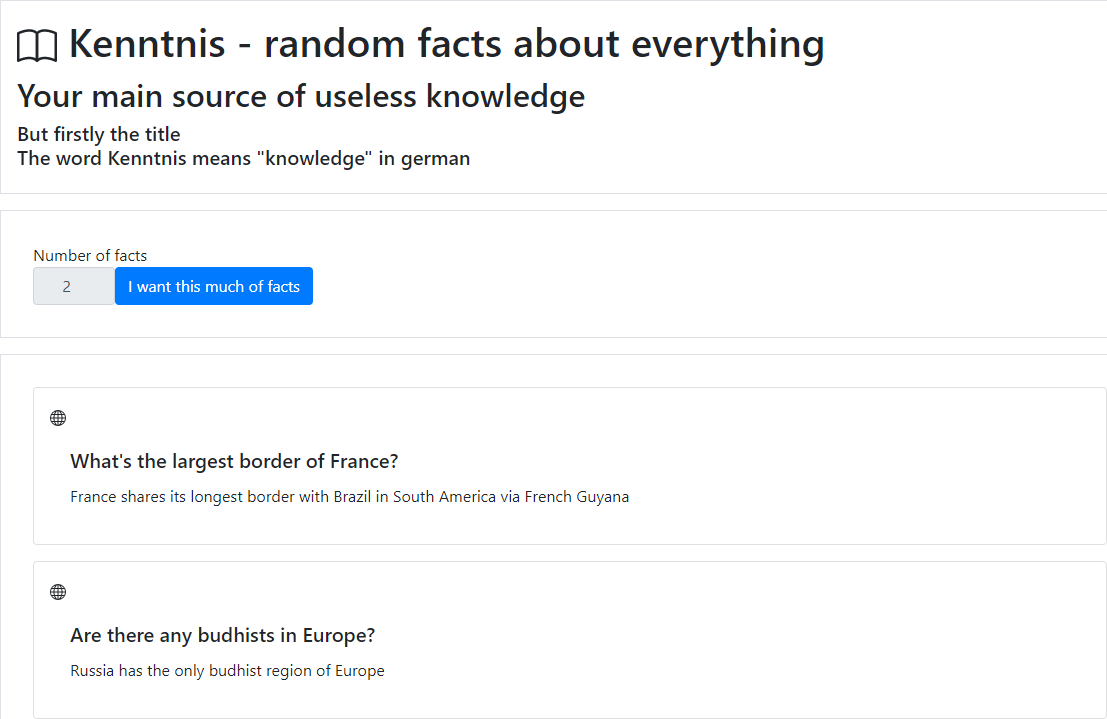 Kenntnis - random facts about everything
Your main source of useless knowledge
But firstly the title
The word Kenntnis means "knowledge" in german
Number of facts
2
I want this much of facts
What's the largest border of France?
France shares its longest border with Brazil in South America via French Guyana
Are there any budhists in Europe?
Russia has the only budhist region of Europe